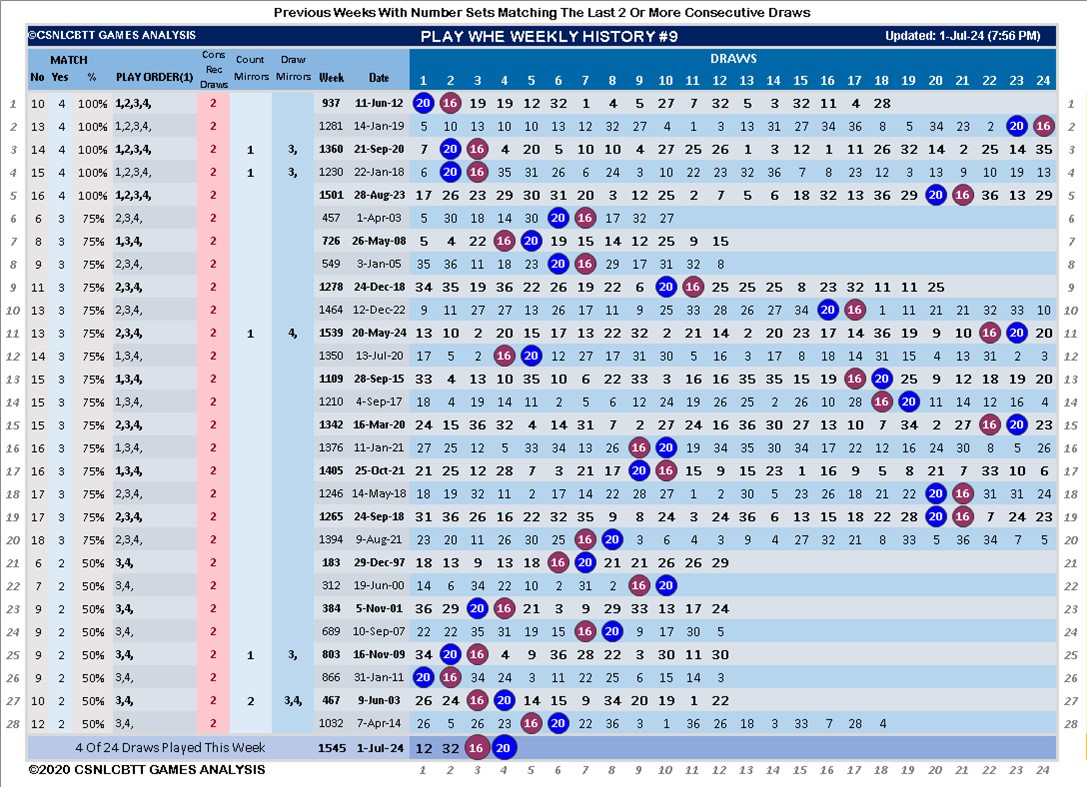 Previous Weeks With Number Sets Matching The Last 2 Or More Consecutive Draws
©CSNLCBTT GAMES ANALYSIS PLAY WHE WEEKLY HISTORY #9 Updated: 1-Jul-24 (7:56 PM)
MATCH Cons Rec Draws Count Mirrors Draw Mirrors DRAWS
No Yes % PLAY ORDER(1) Week Date 1 2 3 4 5 6 7 8 9 10 11 12 13 14 15 16 17 18 19 20 21 22 23 24
1 10 4 100% 1,2,3,4, 2 937 11-Jun-12 20 16 19 19 12 32 1 4 5 27 7 32 5 3 32 11 4 28 1
2 13 4 100% 1,2,3,4, 2 1281 14-Jan-19 5 10 13 10 10 13 12 32 27 4 1 3 13 31 27 34 36 8 5 34 23 2 20 16 2
3 14 4 100% 1,2,3,4, 2 1 3, 1360 21-Sep-20 7 20 16 4 20 5 10 10 4 27 25 26 1 3 12 1 11 26 32 14 2 25 14 35 3
4 15 4 100% 1,2,3,4, 2 1 3, 1230 22-Jan-18 6 20 16 35 31 26 6 24 3 10 22 23 32 36 7 8 23 12 3 13 9 10 19 13 4
5 16 4 100% 1,2,3,4, 2 1501 28-Aug-23 17 26 23 29 30 31 20 3 12 25 2 7 5 6 18 32 13 36 29 20 16 36 13 29 5
6 6 3 75% 2,3,4, 2 457 1-Apr-03 5 30 18 14 30 20 16 17 32 27 6
7 8 3 75% 1,3,4, 2 726 26-May-08 5 4 22 16 20 19 15 14 12 25 9 15 7
8 9 3 75% 2,3,4, 2 549 3-Jan-05 35 36 11 18 23 20 16 29 17 31 32 8 8
9 11 3 75% 2,3,4, 2 1278 24-Dec-18 34 35 19 36 22 26 19 22 6 20 16 25 25 25 8 23 32 11 11 25 9
10 13 3 75% 2,3,4, 2 1464 12-Dec-22 9 11 27 27 13 26 17 11 9 25 33 28 26 27 34 20 16 1 11 21 21 32 33 10 10
11 13 3 75% 2,3,4, 2 1 4, 1539 20-May-24 13 10 2 20 15 17 13 22 32 2 21 14 2 20 23 17 14 36 19 9 10 16 20 20 11
12 14 3 75% 1,3,4, 2 1350 13-Jul-20 17 5 2 16 20 12 27 17 31 30 5 16 3 17 8 18 14 31 15 4 13 31 2 3 12
13 15 3 75% 1,3,4, 2 1109 28-Sep-15 33 4 13 10 35 10 6 22 33 3 16 16 35 35 15 19 16 20 25 9 12 18 19 20 13
14 15 3 75% 1,3,4, 2 1210 4-Sep-17 18 4 19 14 11 2 5 6 12 24 19 26 25 2 26 10 28 16 20 11 14 12 16 4 14
15 15 3 75% 2,3,4, 2 1342 16-Mar-20 24 15 36 32 4 14 31 7 2 27 24 16 36 30 27 13 10 7 34 2 27 16 20 23 15
16 16 3 75% 1,3,4, 2 1376 11-Jan-21 27 25 12 5 33 34 13 26 16 20 19 34 35 30 34 17 22 12 16 24 30 8 5 26 16
17 16 3 75% 1,3,4, 2 1405 25-Oct-21 21 25 12 28 7 3 21 17 20 16 15 9 15 23 1 16 9 5 8 21 7 33 10 6 17
18 17 3 75% 2,3,4, 2 1246 14-May-18 18 19 32 11 2 17 14 22 28 27 1 2 30 5 23 26 18 21 22 20 16 31 31 24 18
19 17 3 75% 2,3,4, 2 1265 24-Sep-18 31 36 26 16 22 32 35 9 8 24 3 24 36 6 13 15 18 22 28 20 16 7 24 23 19
20 18 3 75% 2,3,4, 2 1394 9-Aug-21 23 20 11 26 30 25 16 20 3 6 4 3 9 4 27 32 21 8 33 5 36 34 7 5 20
21 6 2 50% 3,4, 2 183 29-Dec-97 18 13 9 13 18 16 20 21 21 26 26 29 21
22 7 2 50% 3,4, 2 312 19-Jun-00 14 6 34 22 10 2 31 2 16 20 22
23 9 2 50% 3,4, 2 384 5-Nov-01 36 29 20 16 21 3 9 29 33 13 17 24 23
24 9 2 50% 3,4, 2 689 10-Sep-07 22 22 35 31 19 15 16 20 9 17 30 5 24
25 9 2 50% 3,4, 2 1 3, 803 16-Nov-09 34 20 16 4 9 36 28 22 3 30 11 30 25
26 9 2 50% 3,4, 2 866 31-Jan-11 20 16 34 24 3 11 22 25 6 15 14 3 26
27 10 2 50% 3,4, 2 2 3,4, 467 9-Jun-03 26 24 16 20 14 15 9 34 20 19 1 22 27
28 12 2 50% 3,4, 2 1032 7-Apr-14 26 5 26 23 16 20 22 36 3 1 36 26 18 3 33 7 28 4 28
4 Of 24 Draws Played This Week 1545 1-Jul-24 12 32 16 20
©2020 CSNLCBTT GAMES ANALYSIS 1 2 3 4 5 6 7 8 9 10 11 12 13 14 15 16 17 18 19 20 21 22 23 24